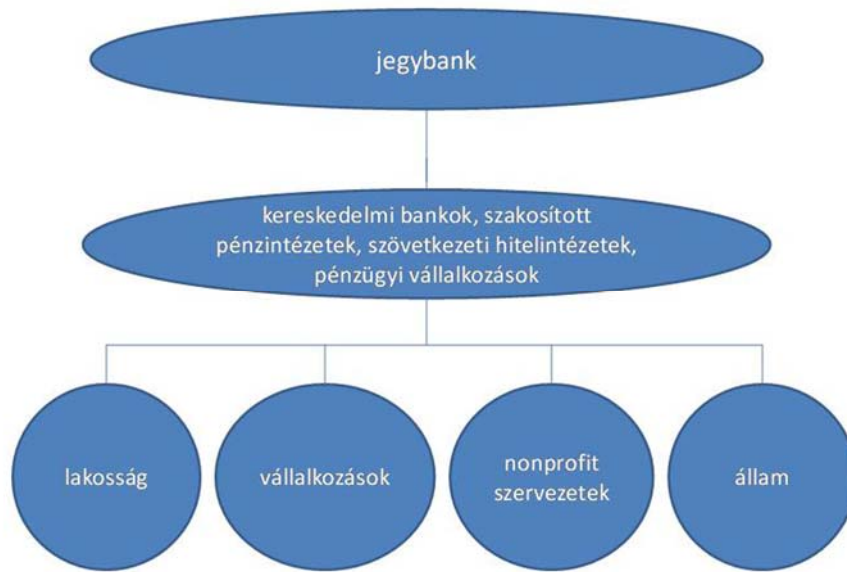 jegybank
kereskedelmi bankok, szakosított
pénzintézetek, szövetkezeti hitelintézetek,
pénzügyi vállalkozások
lakosság
vállalkozások
nonprofit
szervezetek
állam